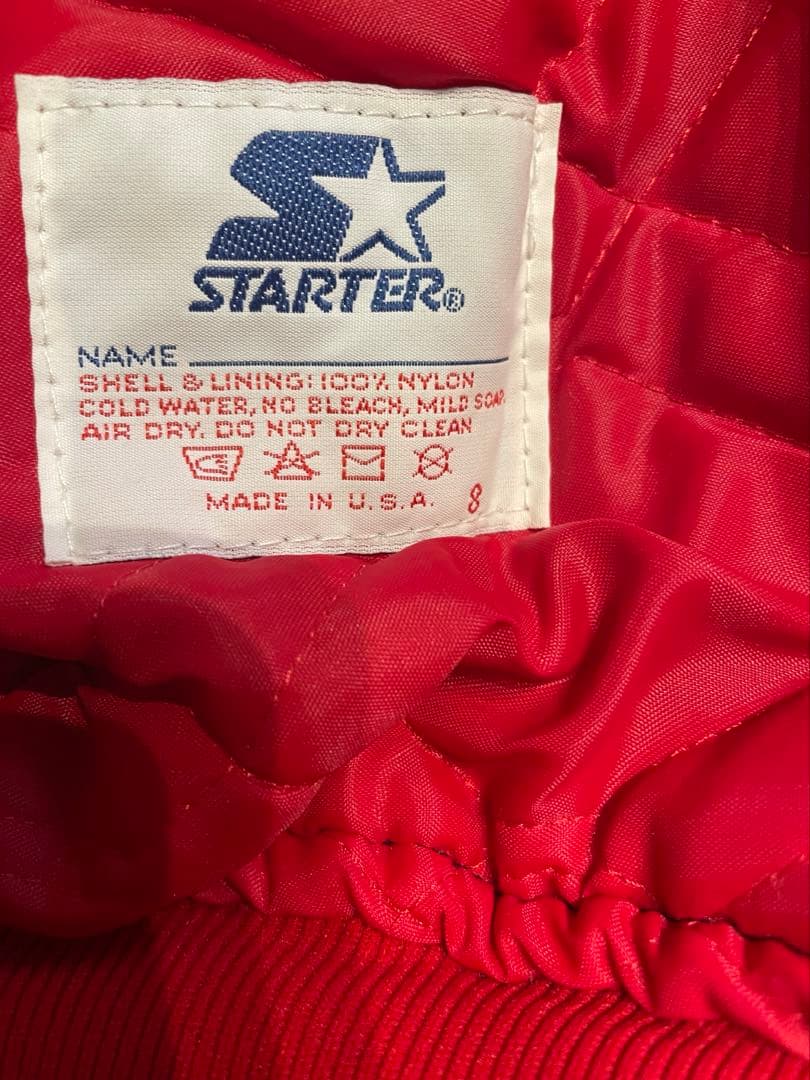 STARTER®
NAME
SHELL & LINING: 100% NYLON
COLD WATER, NO BLEACH, MILD SOAP,
AIR DRY. DO NOT DRY CLEAN
MADE IN U.S.A. 8